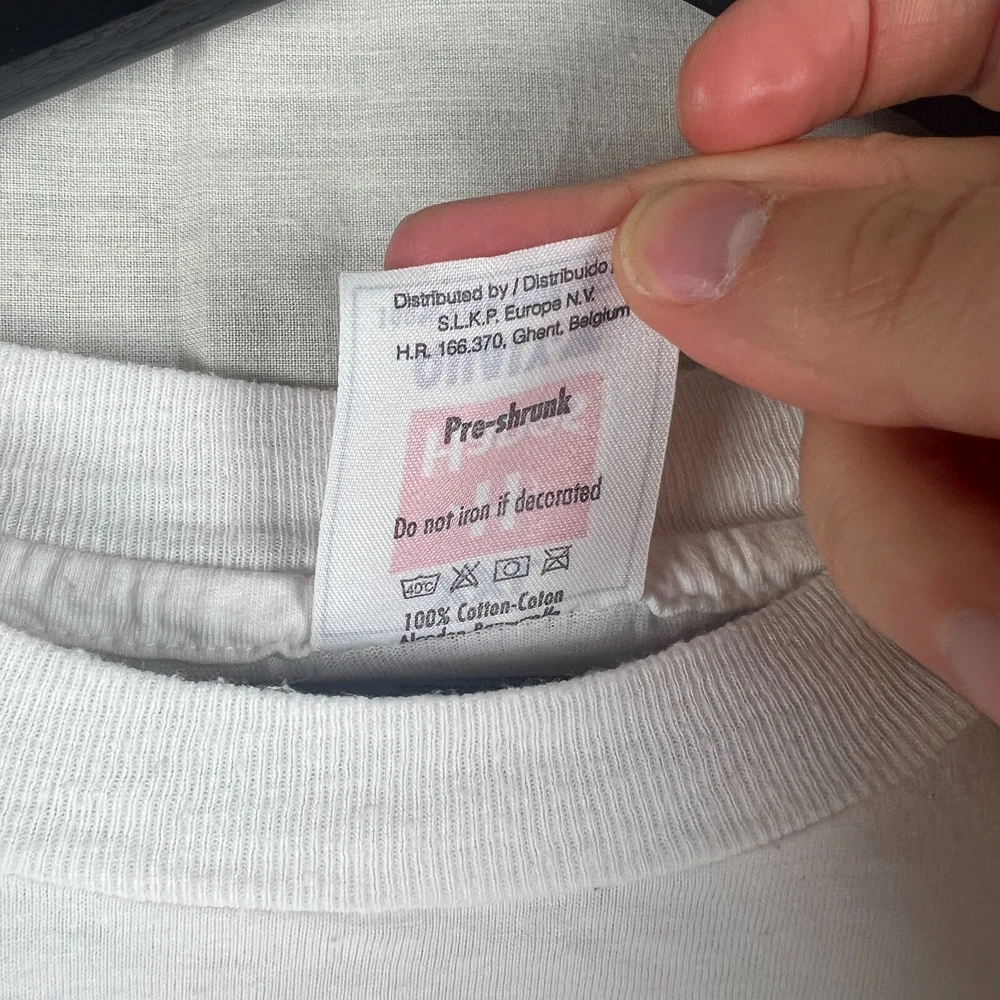 Distributed by / Distribuido
S.L.K.P. Europe N.V.
H.R. 166.370, Ghent. Belgium
Pre-shrunk
Do not iron if decorated
40°C
100% Cotton-Coton